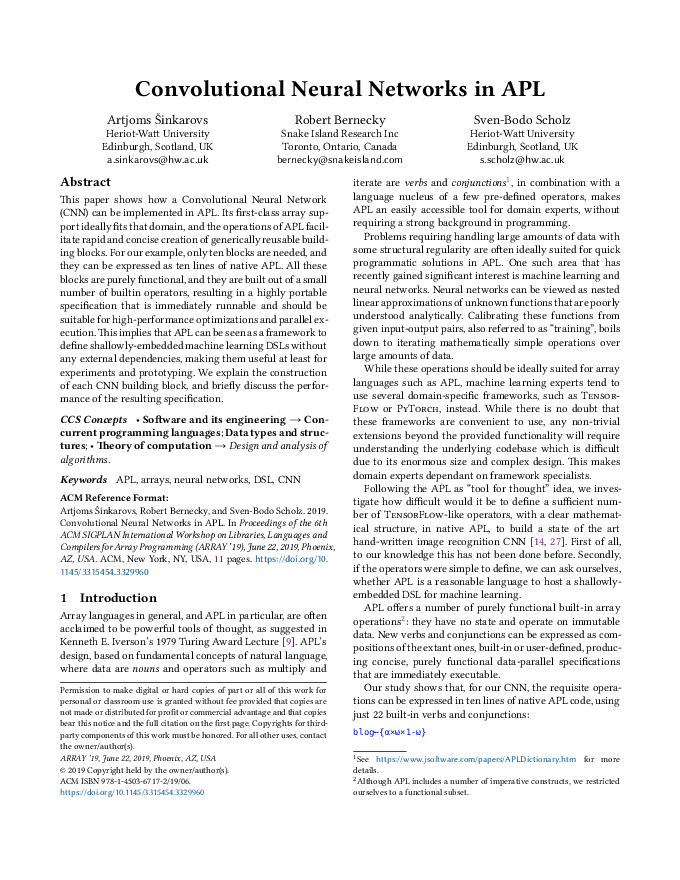 Convolutional Neural Networks in APL
Artjoms Šinkarovs
Heriot-Watt University
Edinburgh, Scotland, UK
a.sinkarovs@hw.ac.uk
Robert Bernecky
Snake Island Research Inc
Toronto, Ontario, Canada
bernecky@snakeisland.com
Sven-Bodo Scholz
Heriot-Watt University
Edinburgh, Scotland, UK
s.scholz@hw.ac.uk
Abstract
This paper shows how a Convolutional Neural Network
(CNN) can be implemented in APL. Its first-class array sup-
port ideally fits that domain, and the operations of APL facil-
itate rapid and concise creation of generically reusable build-
ing blocks. For our example, only ten blocks are needed, and
they can be expressed as ten lines of native APL. All these
blocks are purely functional, and they are built out of a small
number of builtin operators, resulting in a highly portable
specification that is immediately runnable and should be
suitable for high-performance optimizations and parallel ex-
ecution. This implies that APL can be seen as a framework to
define shallowly-embedded machine learning DSLs without
any external dependencies, making them useful at least for
experiments and prototyping. We explain the construction
of each CNN building block, and briefly discuss the perfor-
mance of the resulting specification.
CCS Concepts • Software and its engineering → Con-
current programming languages; Data types and struc-
tures; • Theory of computation → Design and analysis of
algorithms.
Keywords APL, arrays, neural networks, DSL, CNN
ACM Reference Format:
Artjoms Šinkarovs, Robert Bernecky, and Sven-Bodo Scholz. 2019.
Convolutional Neural Networks in APL. In Proceedings of the 6th
ACM SIGPLAN International Workshop on Libraries, Languages and
Compilers for Array Programming (ARRAY ’19), June 22, 2019, Phoenix,
AZ, USA. ACM, New York, NY, USA, 11 pages. https://doi.org/10.
1145/3315454.3329960
1 Introduction
Array languages in general, and APL in particular, are often
acclaimed to be powerful tools of thought, as suggested in
Kenneth E. Iverson’s 1979 Turing Award Lecture [9]. APL’s
design, based on fundamental concepts of natural language,
where data are nouns and operators such as multiply and
Permission to make digital or hard copies of part or all of this work for
personal or classroom use is granted without fee provided that copies are
not made or distributed for profit or commercial advantage and that copies
bear this notice and the full citation on the first page. Copyrights for third-
party components of this work must be honored. For all other uses, contact
the owner/author(s).
ARRAY ’19, June 22, 2019, Phoenix, AZ, USA
© 2019 Copyright held by the owner/author(s).
ACM ISBN 978-1-4503-6717-2/19/06.
https://doi.org/10.1145/3315454.3329960
iterate are verbs and conjunctions1, in combination with a
language nucleus of a few pre-defined operators, makes
APL an easily accessible tool for domain experts, without
requiring a strong background in programming.
Problems requiring handling large amounts of data with
some structural regularity are often ideally suited for quick
programmatic solutions in APL. One such area that has
recently gained significant interest is machine learning and
neural networks. Neural networks can be viewed as nested
linear approximations of unknown functions that are poorly
understood analytically. Calibrating these functions from
given input-output pairs, also referred to as “training”, boils
down to iterating mathematically simple operations over
large amounts of data.
While these operations should be ideally suited for array
languages such as APL, machine learning experts tend to
use several domain-specific frameworks, such as Tensor-
Flow or PyTorch, instead. While there is no doubt that
these frameworks are convenient to use, any non-trivial
extensions beyond the provided functionality will require
understanding the underlying codebase which is difficult
due to its enormous size and complex design. This makes
domain experts dependant on framework specialists.
Following the APL as “tool for thought” idea, we inves-
tigate how difficult would it be to define a sufficient num-
ber of TensorFlow-like operators, with a clear mathemat-
ical structure, in native APL, to build a state of the art
hand-written image recognition CNN [14, 27]. First of all,
to our knowledge this has not been done before. Secondly,
if the operators were simple to define, we can ask ourselves,
whether APL is a reasonable language to host a shallowly-
embedded DSL for machine learning.
APL offers a number of purely functional built-in array
operations2: they have no state and operate on immutable
data. New verbs and conjunctions can be expressed as com-
positions of the extant ones, built-in or user-defined, produc-
ing concise, purely functional data-parallel specifications
that are immediately executable.
Our study shows that, for our CNN, the requisite opera-
tions can be expressed in ten lines of native APL code, using
just 22 built-in verbs and conjunctions:
blog←{⍺×⍵×1-⍵}
1See https://www.jsoftware.com/papers/APLDictionary.htm for more
details.
2Although APL includes a number of imperative constructs, we restricted
ourselves to a functional subset.